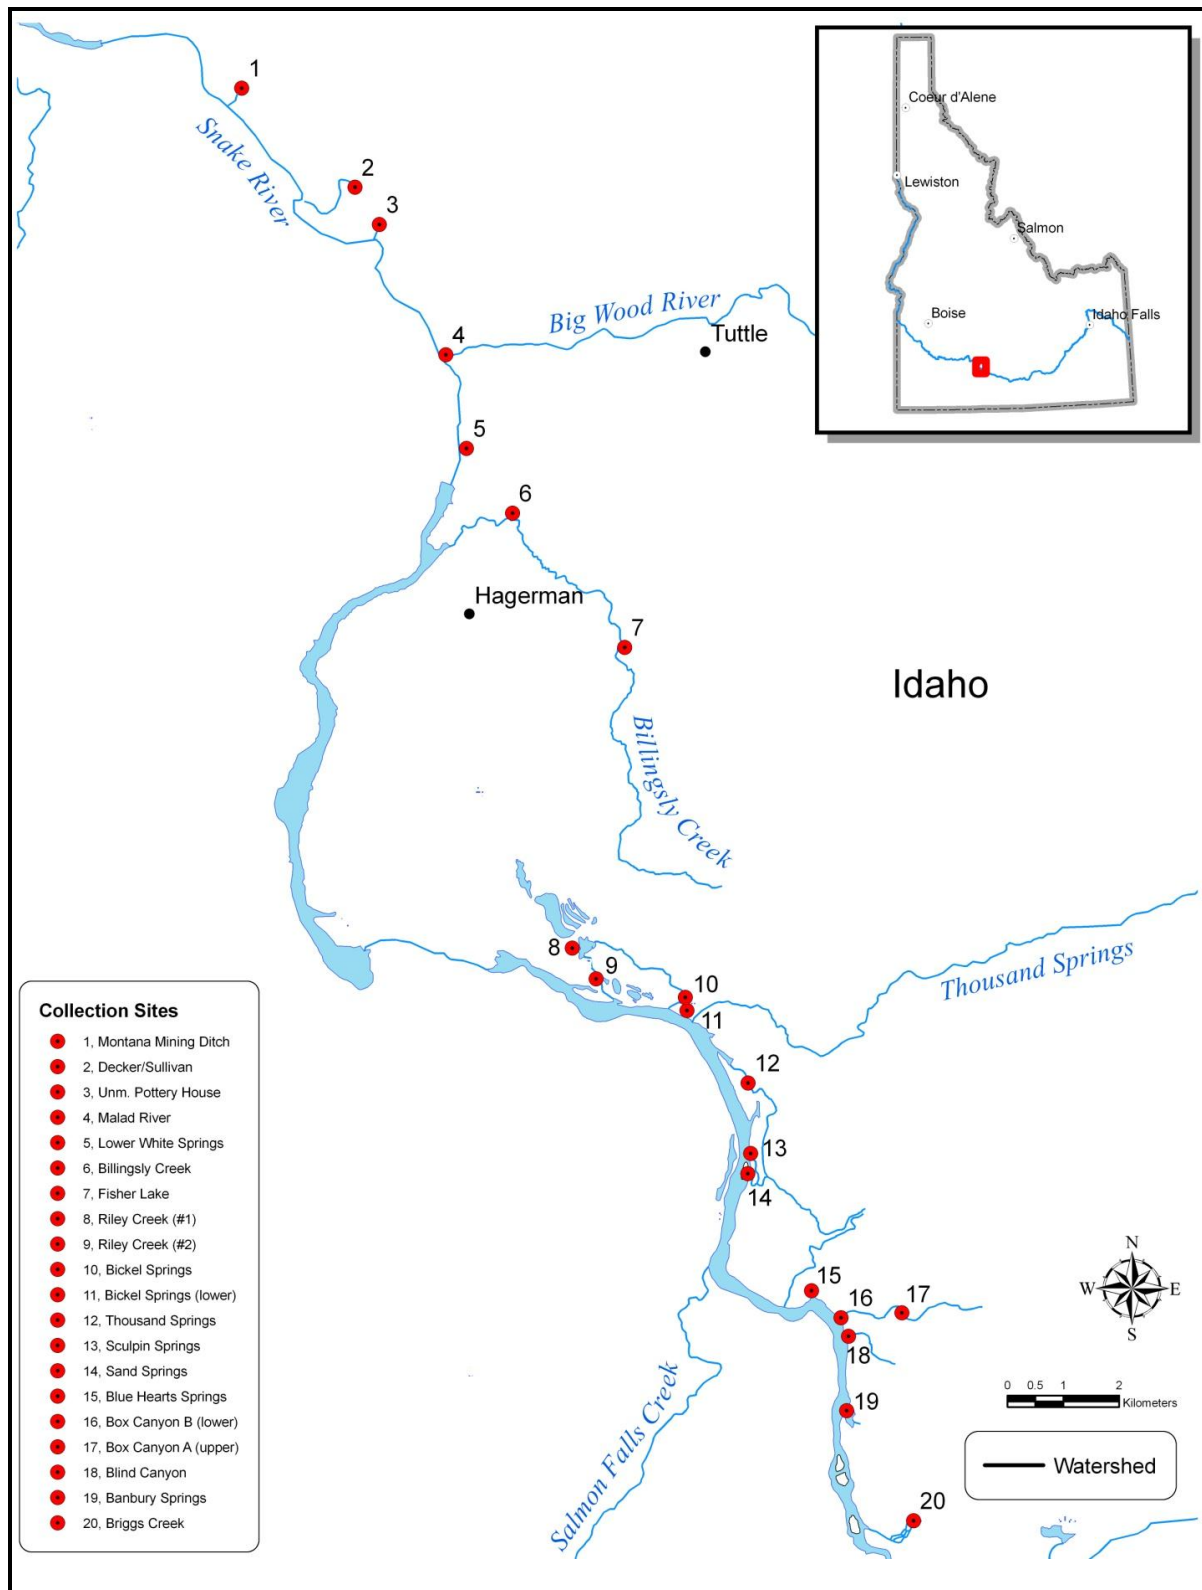 1
Snake River
2
3
Big Wood River
Tuttle
4
5
6
Hagerman
7
Billingsly Creek
Idaho
Coeur d'Alene
Lewiston
Salmon
Boise
Idaho Falls
8
9
10
11
Thousand Springs
12
13
14
15
16
17
18
19
20
Salmon Falls Creek
Collection Sites
1, Montana Mining Ditch
2, Decker/Sullivan
3, Unm. Pottery House
4, Malad River
5, Lower White Springs
6, Billingsly Creek
7, Fisher Lake
8, Riley Creek (#1)
9, Riley Creek (#2)
10, Bickel Springs
11, Bickel Springs (lower)
12, Thousand Springs
13, Sculpin Springs
14, Sand Springs
15, Blue Hearts Springs
16, Box Canyon B (lower)
17, Box Canyon A (upper)
18, Blind Canyon
19, Banbury Springs
20, Briggs Creek
N
W E
S
0 0.5 1 2
Kilometers
Watershed